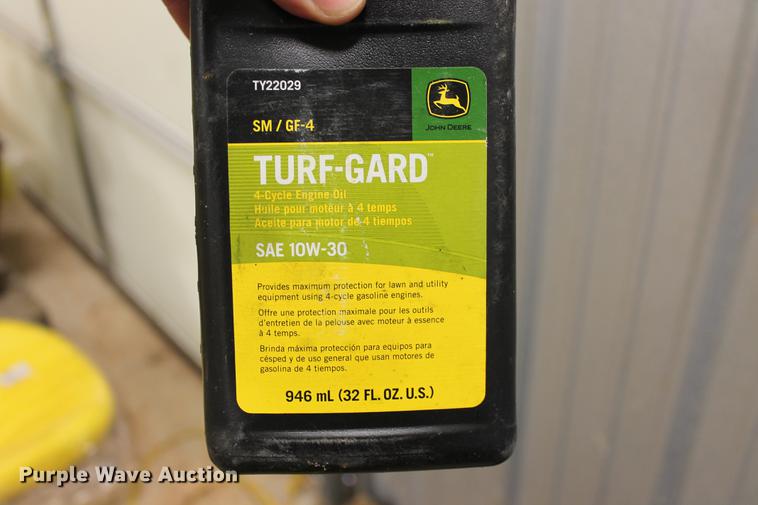 TY22029
SM / GF-4
JOHN DEERE
TURF-GARD™
4-Cycle Engine Oil
Huile pour moteur à 4 temps
Aceite para motor de 4 tiempos
SAE 10W-30
Provides maximum protection for lawn and utility
equipment using 4-cycle gasoline engines.
Offre une protection maximale pour les outils
d'entretien de la pelouse avec moteur à essence
à 4 temps.
Brinda máxima protección para equipos para
césped y de uso general que usan motores de
gasolina de 4 tiempos.
946 mL (32 FL. OZ. U.S.)
Purple Wave Auction